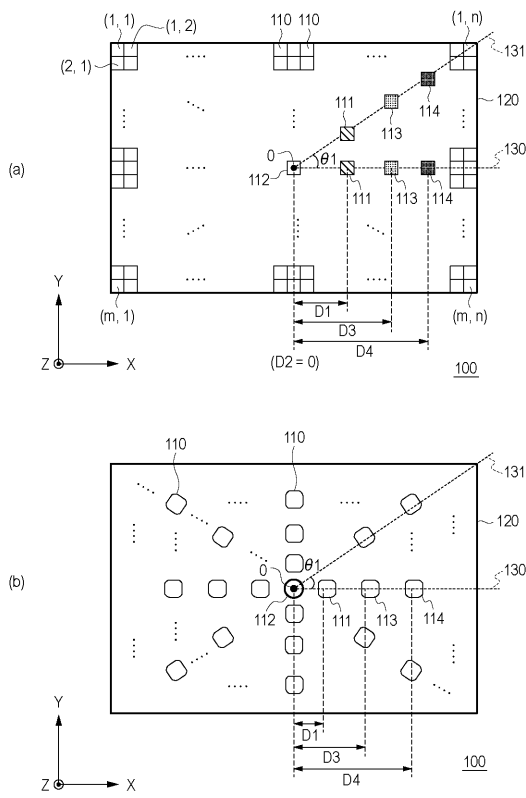 (1, 1) (1, 2) 110 110 (1, n)
(2, 1) 131
120
111 113 114
(a) 0 θ1 130
112 111 113 114
Y D1
(m, 1) D3 (m, n)
D4
Z X (D2 = 0) 100
110 110 131
120
(b) 0 θ1 130
112 111 113 114
Y D1
D3 100
Z X D4